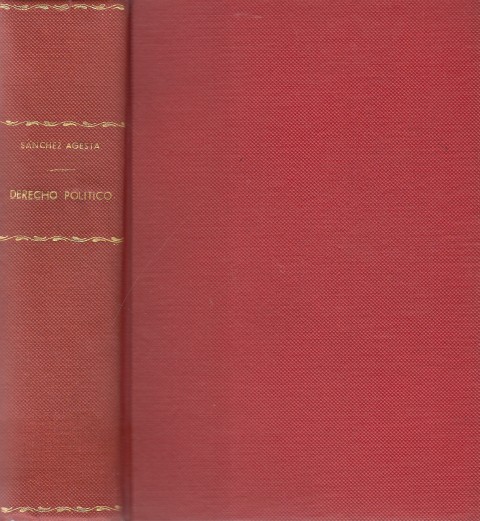 SANCHEZ AGESTA
DERECHO POLITICO